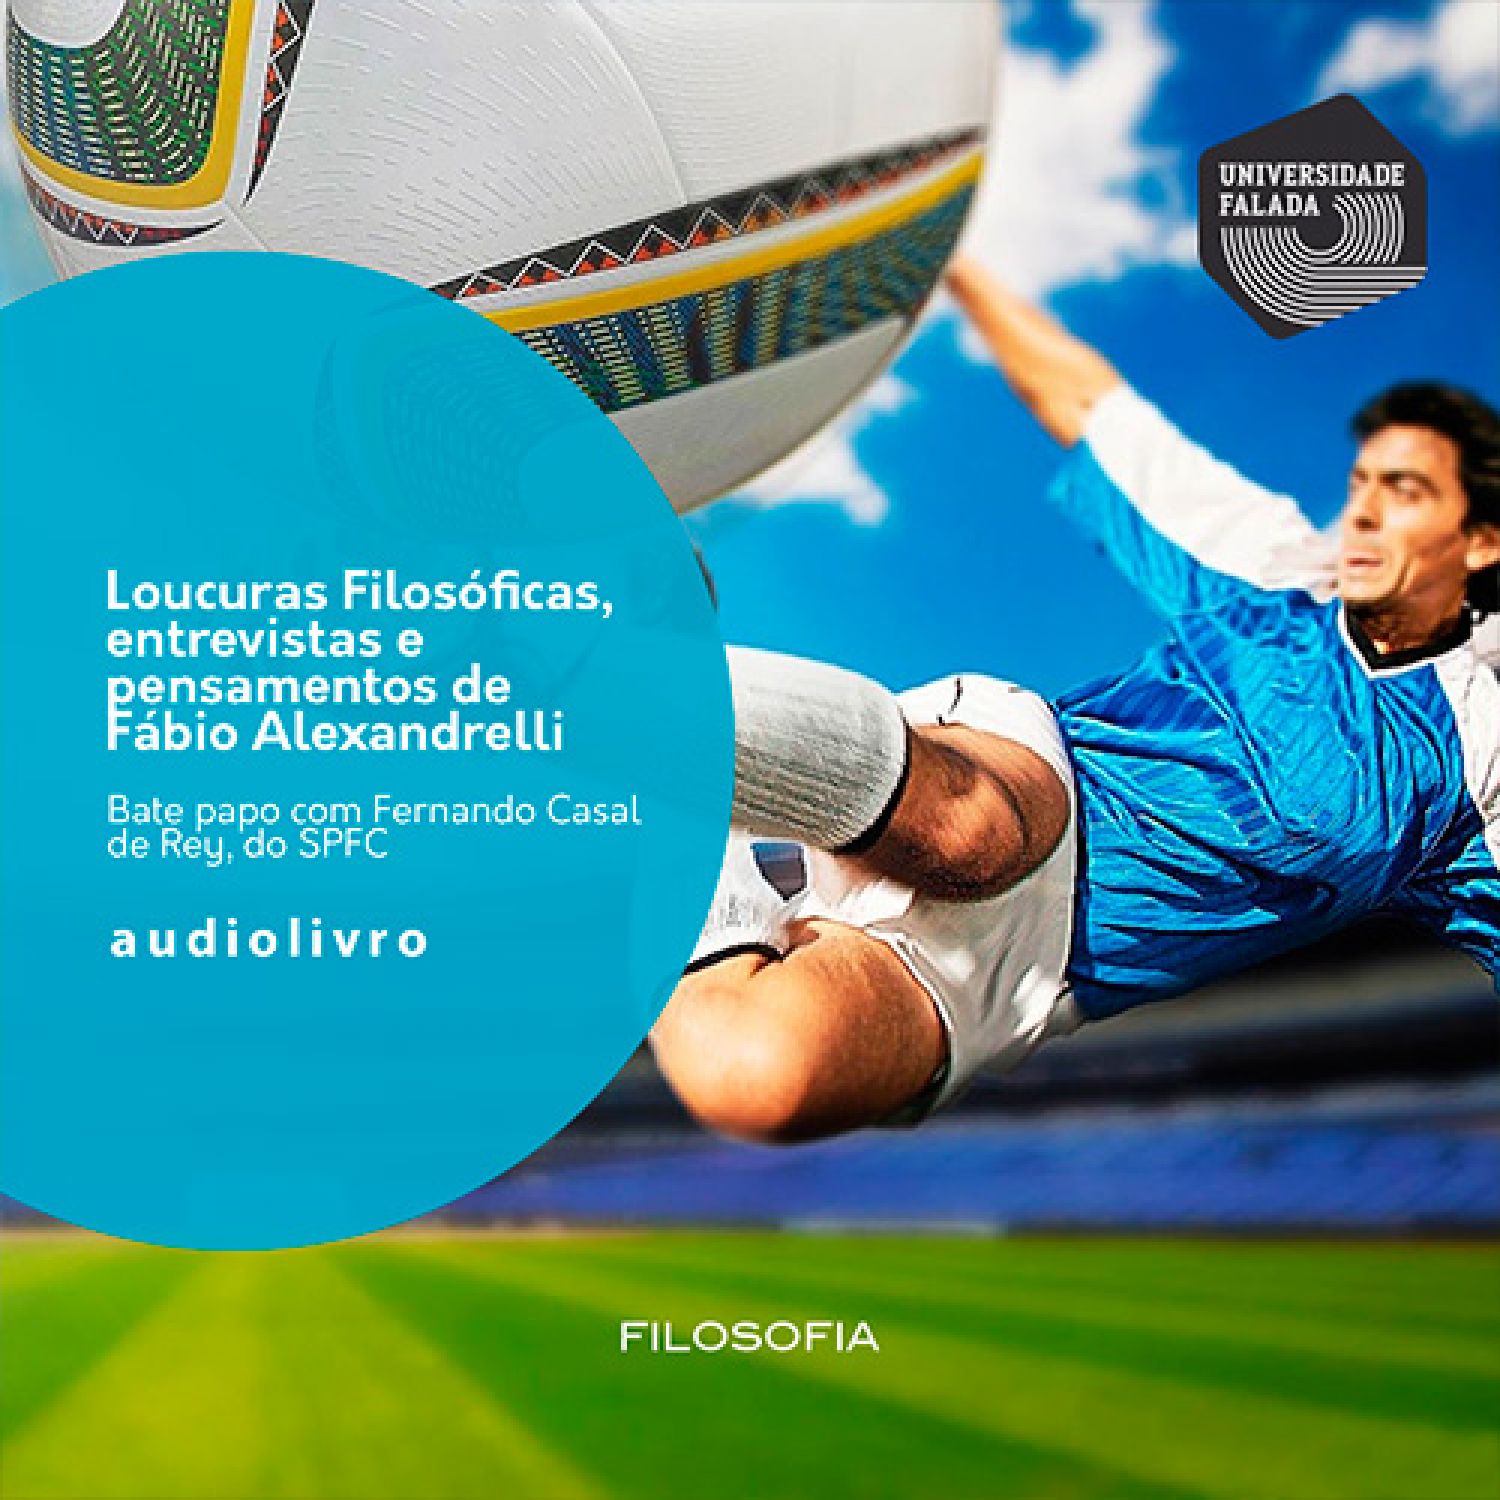 UNIVERSIDADE
FALADA
Loucuras Filosóficas,
entrevistas e
pensamentos de
Fábio Alexandrelli
Bate papo com Fernando Casal
de Rey, do SPFC
audiolivro
FILOSOFIA